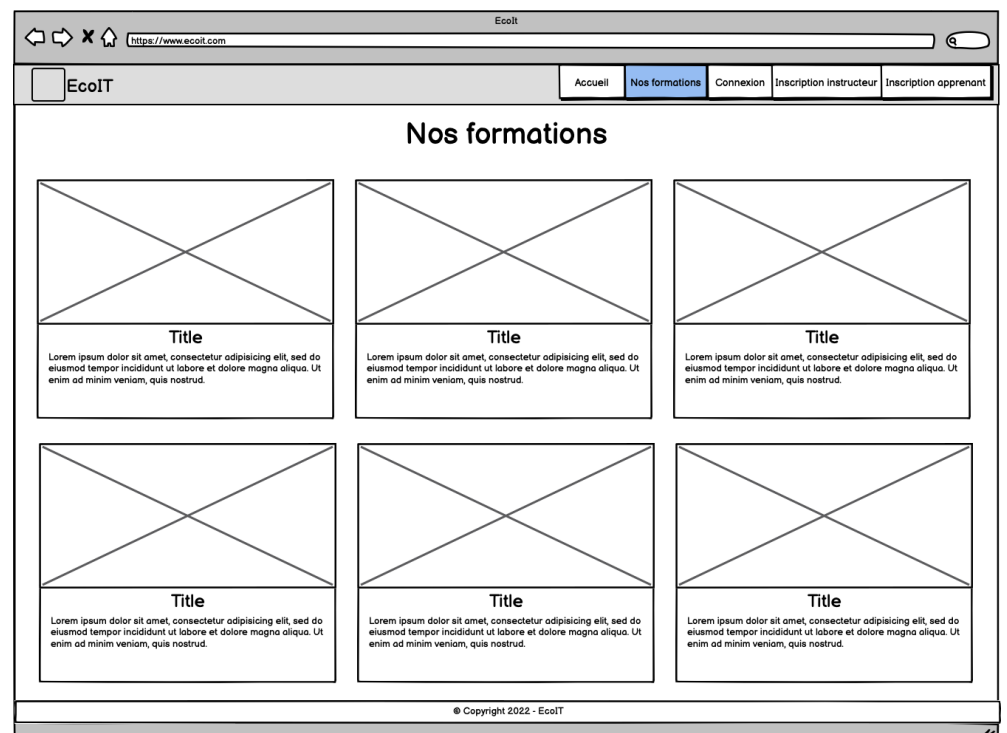 EcoIt
https://www.ecoit.com
EcoIT
Accueil
Nos formations
Connexion
Inscription instructeur
Inscription apprenant
Nos formations
Title
Lorem ipsum dolor sit amet, consectetur adipisicing elit, sed do
eiusmod tempor incididunt ut labore et dolore magna aliqua. Ut
enim ad minim veniam, quis nostrud.
Title
Lorem ipsum dolor sit amet, consectetur adipisicing elit, sed do
eiusmod tempor incididunt ut labore et dolore magna aliqua. Ut
enim ad minim veniam, quis nostrud.
Title
Lorem ipsum dolor sit amet, consectetur adipisicing elit, sed do
eiusmod tempor incididunt ut labore et dolore magna aliqua. Ut
enim ad minim veniam, quis nostrud.
Title
Lorem ipsum dolor sit amet, consectetur adipisicing elit, sed do
eiusmod tempor incididunt ut labore et dolore magna aliqua. Ut
enim ad minim veniam, quis nostrud.
Title
Lorem ipsum dolor sit amet, consectetur adipisicing elit, sed do
eiusmod tempor incididunt ut labore et dolore magna aliqua. Ut
enim ad minim veniam, quis nostrud.
Title
Lorem ipsum dolor sit amet, consectetur adipisicing elit, sed do
eiusmod tempor incididunt ut labore et dolore magna aliqua. Ut
enim ad minim veniam, quis nostrud.
© Copyright 2022 - EcoIT